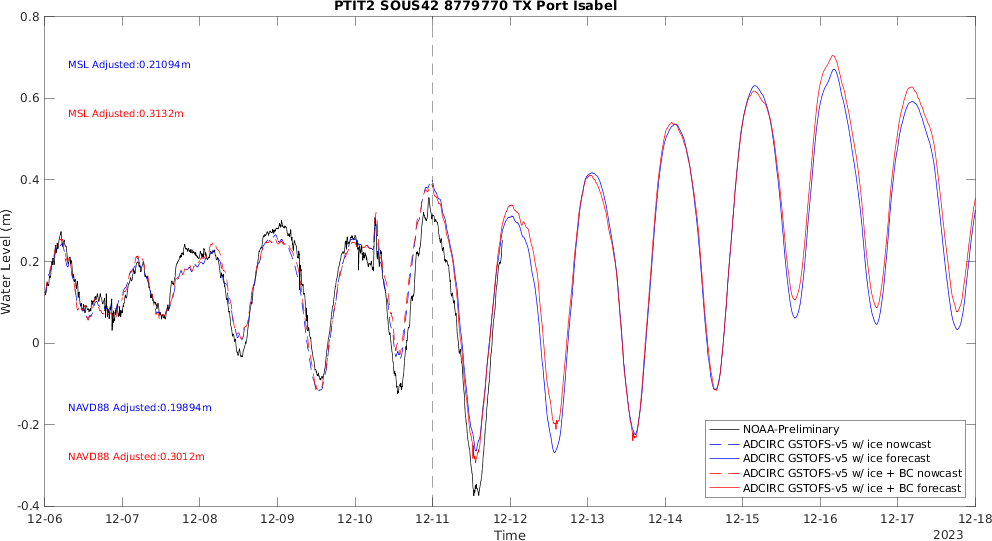 PTIT2 SOUS42 8779770 TX Port Isabel
0.8
0.6
0.4
0.2
0
-0.2
-0.4
Water Level (m)
MSL Adjusted:0.21094m
MSL Adjusted:0.3132m
NAVD88 Adjusted:0.19894m
NAVD88 Adjusted:0.3012m
NOAA-Preliminary
ADCIRC GSTOFS-v5 w/ ice nowcast
ADCIRC GSTOFS-v5 w/ ice forecast
ADCIRC GSTOFS-v5 w/ ice + BC nowcast
ADCIRC GSTOFS-v5 w/ ice + BC forecast
12-06 12-07 12-08 12-09 12-10 12-11 12-12 12-13 12-14 12-15 12-16 12-17 12-18
Time
2023